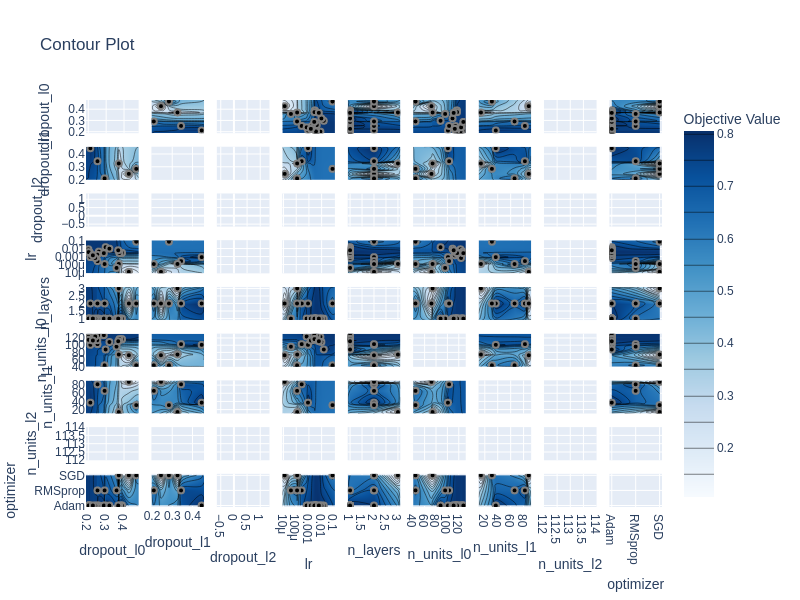 Contour Plot
Objective Value
0.8
0.7
0.6
0.5
0.4
0.3
0.2
dropout_l0
0.4
0.3
0.2
dropout_l1
0.4
0.3
0.2
dropout_l2
1
0.5
0
−0.5
lr
0.1
0.01
0.001
100μ
10μ
n_layers
3
2.5
2
1.5
1
n_units_l0
120
100
80
60
40
n_units_l1
80
60
40
20
n_units_l2
114
113.5
113
112.5
112
optimizer
SGD
RMSprop
Adam
0.2 0.3 0.4
dropout_l0
0.2 0.3 0.4
dropout_l1
−0.5 0 0.5 1
dropout_l2
10μ 100μ 0.001 0.01 0.1
lr
1 1.5 2 2.5 3
n_layers
40 60 80 100 120
n_units_l0
20 40 60 80
n_units_l1
112 112.5 113 113.5 114
n_units_l2
Adam RMSprop SGD
optimizer